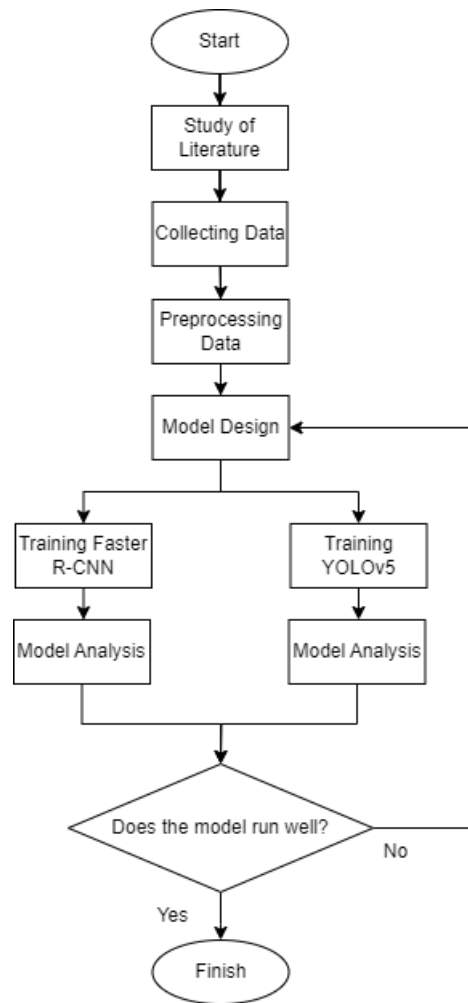 Start
Study of
Literature
Collecting Data
Preprocessing
Data
Model Design
Training Faster
R-CNN
Training
YOLOv5
Model Analysis
Model Analysis
Does the model run well?
No
Yes
Finish